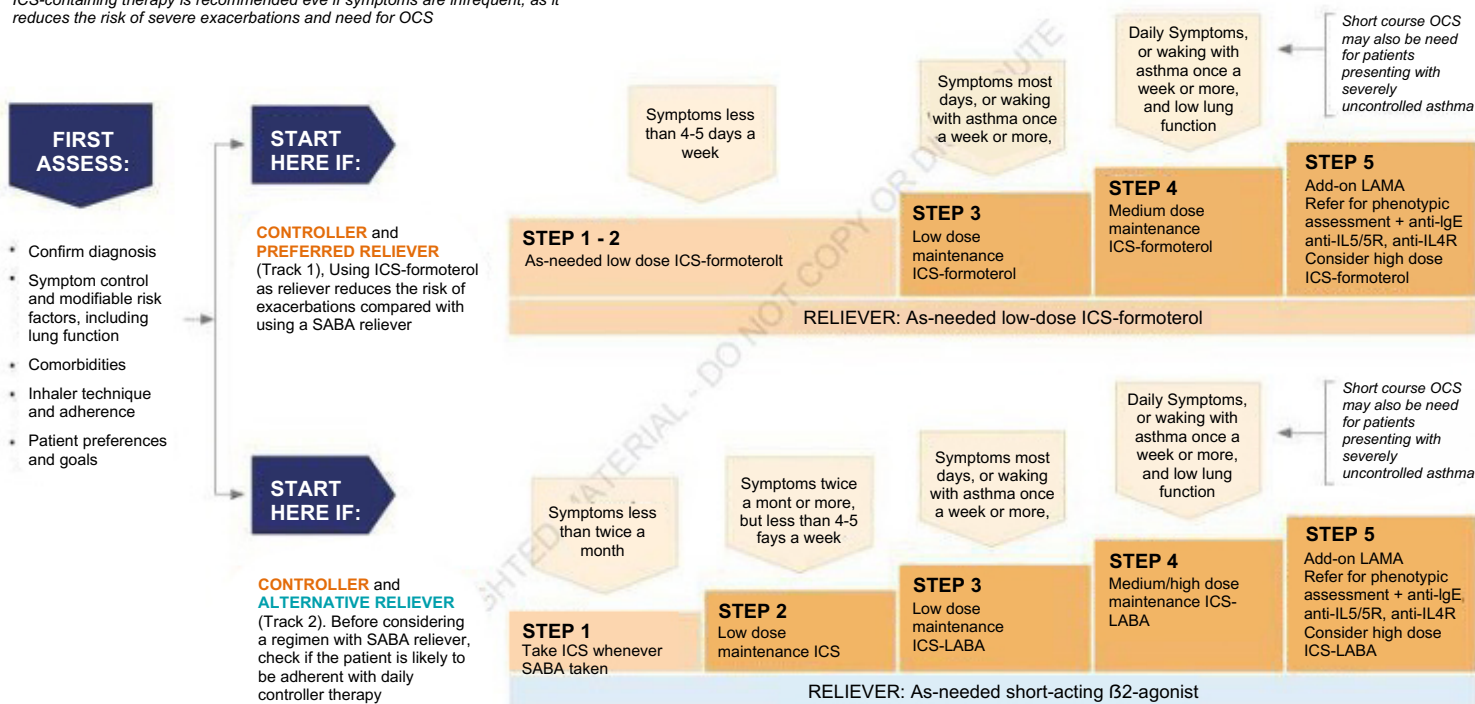 ICS-containing therapy is recommended eve if symptoms are infrequent, as it
reduces the risk of severe exacerbations and need for OCS
FIRST
ASSESS:
• Confirm diagnosis
• Symptom control
and modifiable risk
factors, including
lung function
• Comorbidities
• Inhaler technique
and adherence
• Patient preferences
and goals
START
HERE IF:
CONTROLLER and
PREFERRED RELIEVER
(Track 1), Using ICS-formoterol
as reliever reduces the risk of
exacerbations compared with
using a SABA reliever
Symptoms less
than 4-5 days a
week
Symptoms most
days, or waking
with asthma once
a week or more,
Daily Symptoms,
or waking with
asthma once a
week or more,
and low lung
function
Short course OCS
may also be need
for patients
presenting with
severely
uncontrolled asthma
STEP 1 - 2
As-needed low dose ICS-formoterolt
STEP 3
Low dose
maintenance
ICS-formoterol
STEP 4
Medium dose
maintenance
ICS-formoterol
STEP 5
Add-on LAMA
Refer for phenotypic
assessment + anti-lgE
anti-IL5/5R, anti-IL4R
Consider high dose
ICS-formoterol
RELIEVER: As-needed low-dose ICS-formoterol
START
HERE IF:
CONTROLLER and
ALTERNATIVE RELIEVER
(Track 2). Before considering
a regimen with SABA reliever,
check if the patient is likely to
be adherent with daily
controller therapy
Symptoms less
than twice a
month
Symptoms twice
a mont or more,
but less than 4-5
fays a week
Symptoms most
days, or waking
with asthma once
a week or more,
Daily Symptoms,
or waking with
asthma once a
week or more,
and low lung
function
Short course OCS
may also be need
for patients
presenting with
severely
uncontrolled asthma
STEP 1
Take ICS whenever
SABA taken
STEP 2
Low dose
maintenance ICS
STEP 3
Low dose
maintenance
ICS-LABA
STEP 4
Medium/high dose
maintenance ICS-
LABA
STEP 5
Add-on LAMA
Refer for phenotypic
assessment + anti-lgE,
anti-IL5/5R, anti-IL4R
Consider high dose
ICS-LABA
RELIEVER: As-needed short-acting ß2-agonist
GHTED MATERIAL - DO NOT COPY OR DI UTE